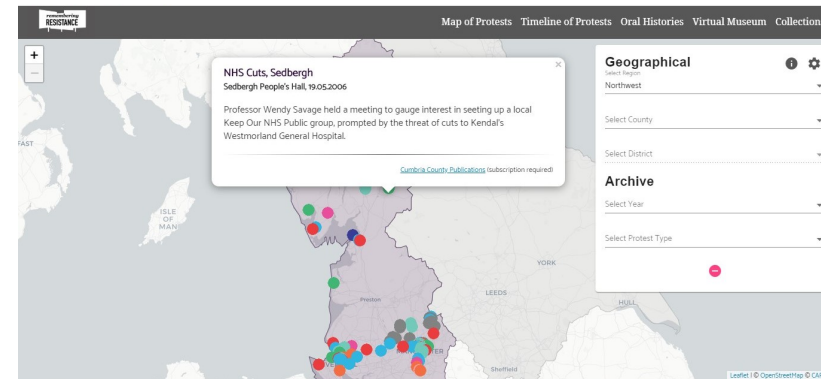 remembering
RESISTANCE
Map of Protests Timeline of Protests Oral Histories Virtual Museum Collection
+
−
NHS Cuts, Sedbergh
×
Sedbergh People's Hall, 19.05.2006
Professor Wendy Savage held a meeting to gauge interest in seeting up a local
Keep Our NHS Public group, prompted by the threat of cuts to Kendal's
Westmorland General Hospital.
Cumbria County Publications (subscription required)
Geographical
Select Region
Northwest
Select County
Select District
Archive
Select Year
Select Protest Type
FAST
ISLE
OF
MAN
YORK
LEEDS
Preston
HULL
Sheffield
Leaflet | © OpenStreetMap © CAR